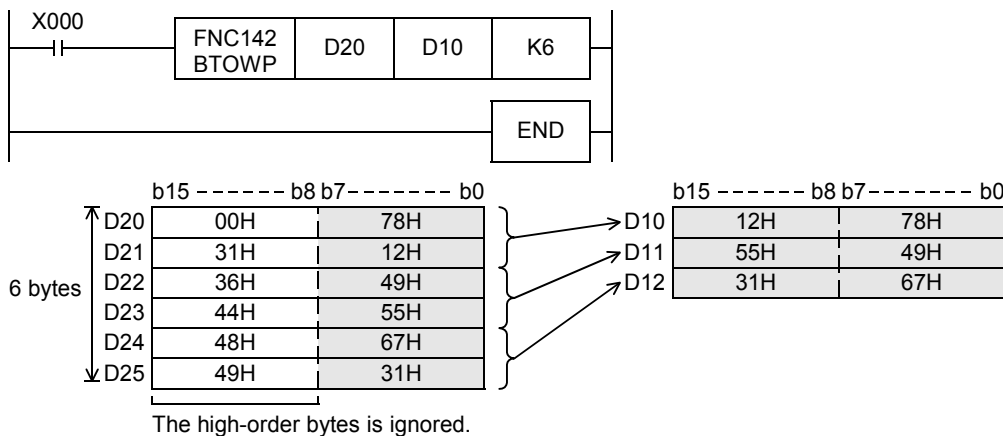 X000
FNC142 BTOWP D20 D10 K6
END
b15 ------- b8 b7-------- b0 b15 ------- b8 b7------- b0
D20 00H 78H D10 12H 78H
D21 31H 12H D11 55H 49H
6 bytes D22 36H 49H D12 31H 67H
D23 44H 55H
D24 48H 67H
D25 49H 31H
The high-order bytes is ignored.